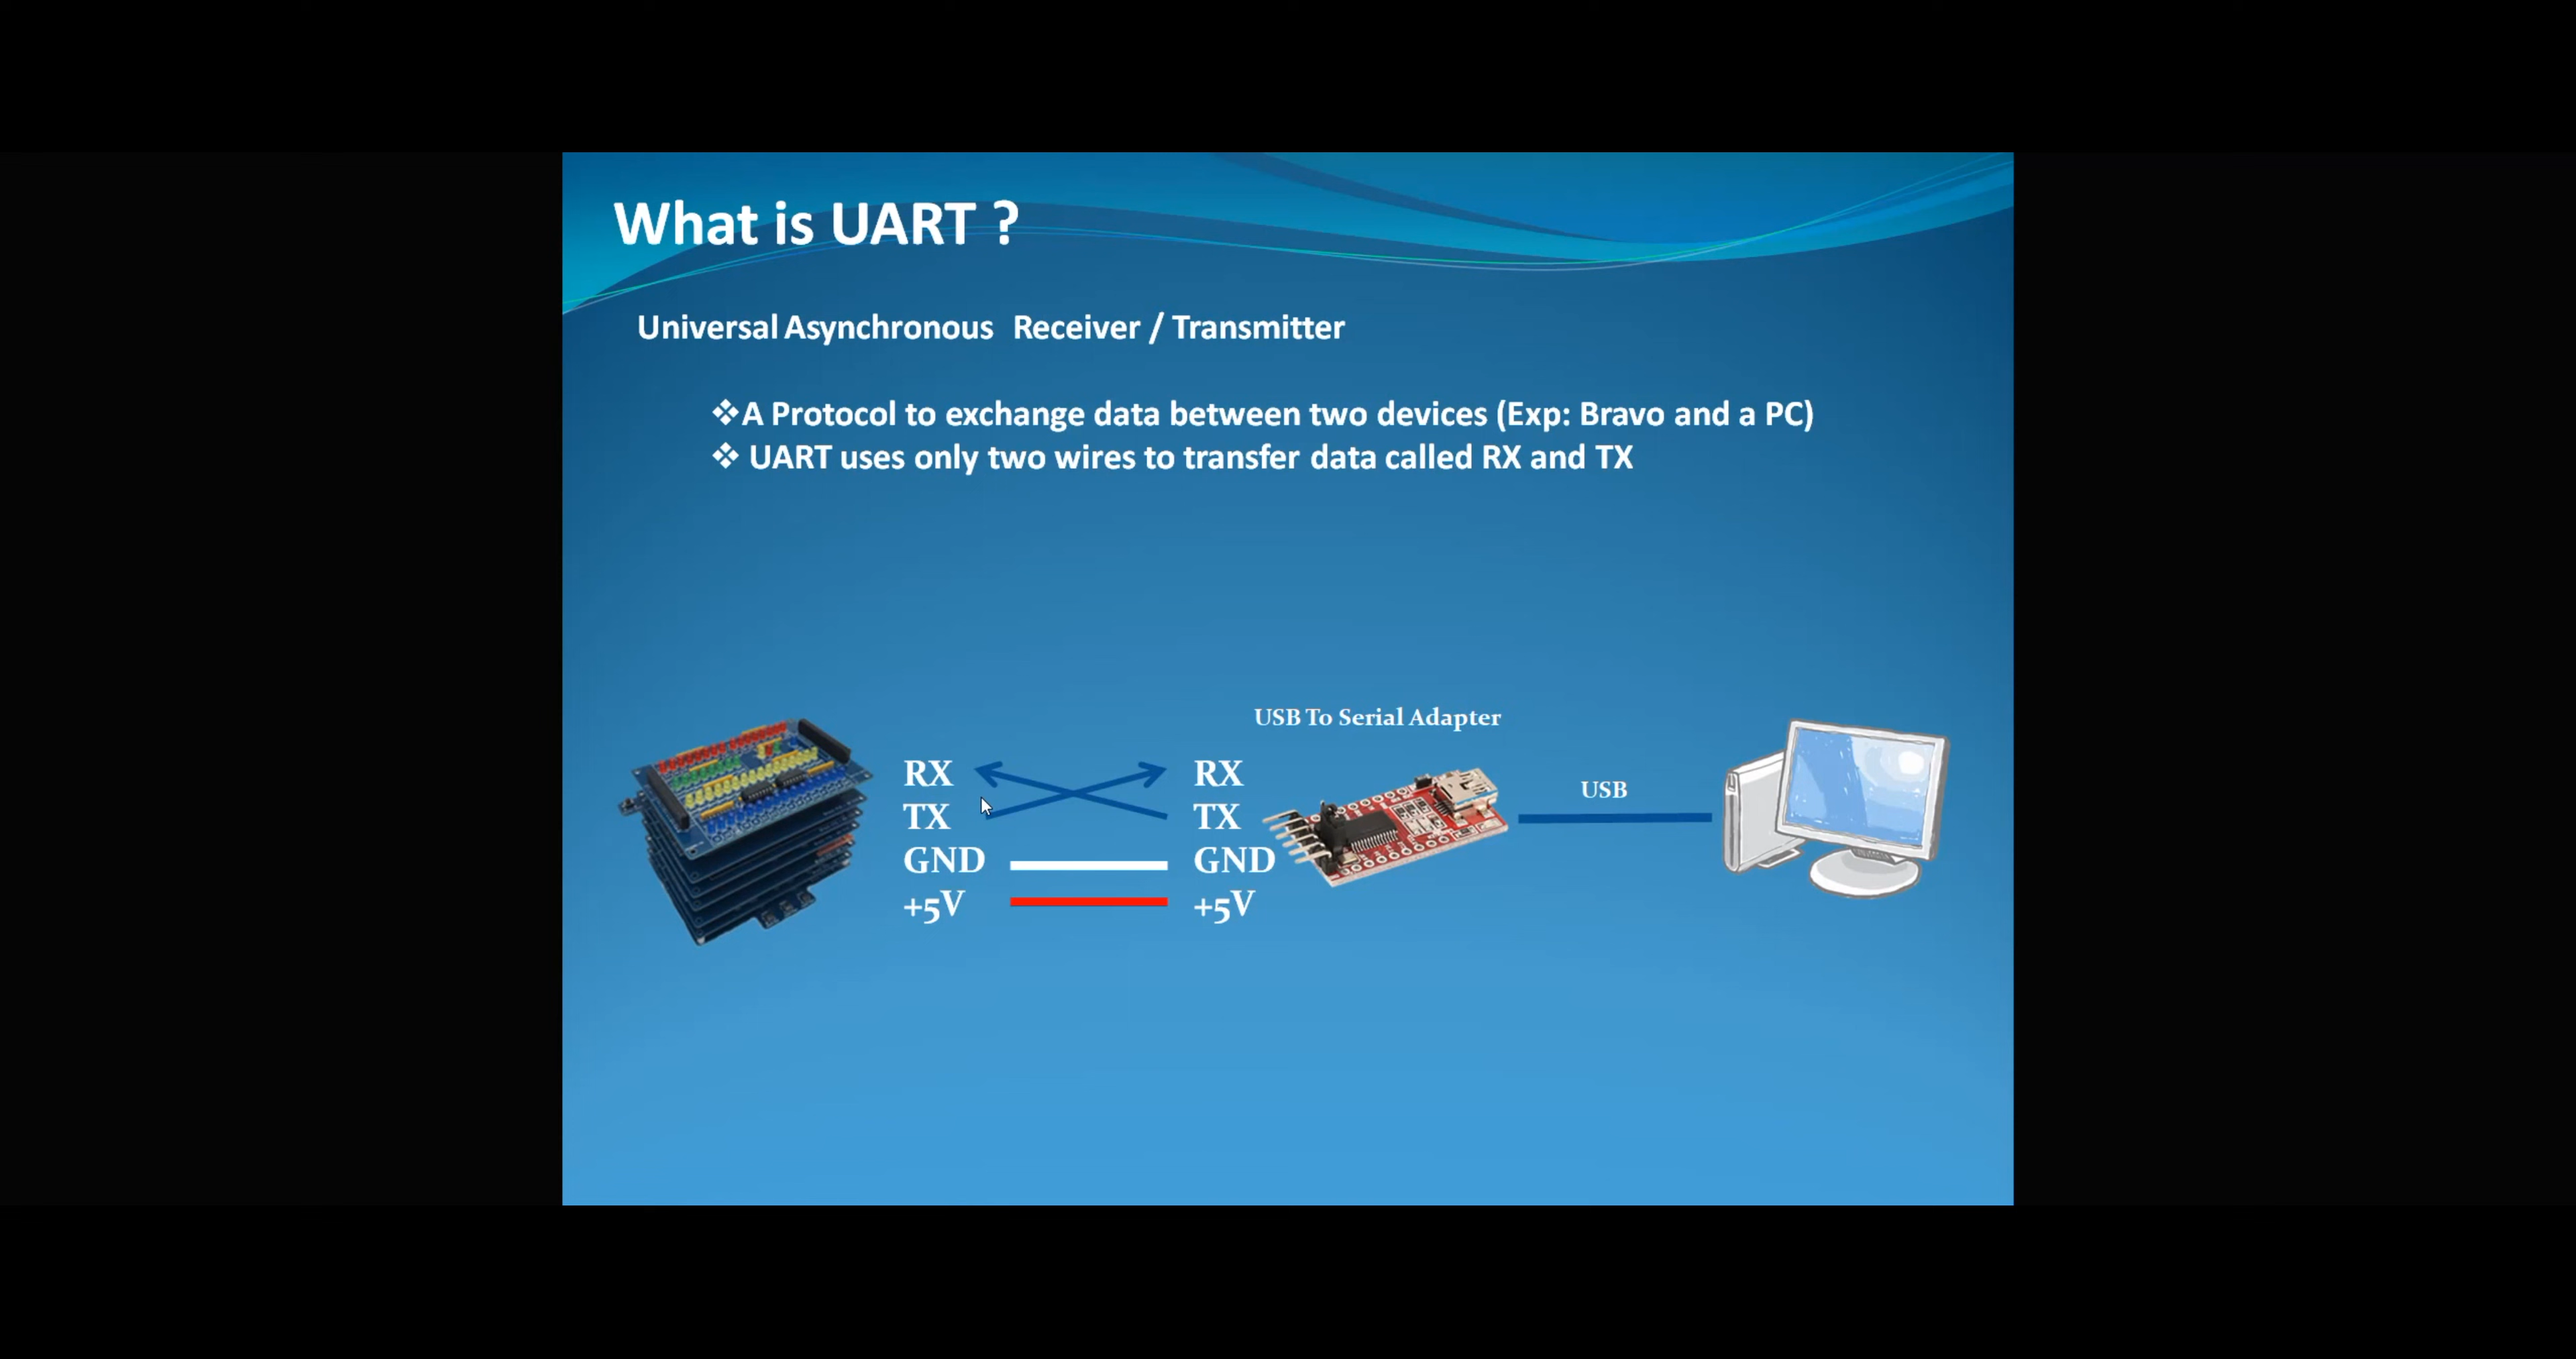 What is UART ?
Universal Asynchronous Receiver / Transmitter
❖A Protocol to exchange data between two devices (Exp: Bravo and a PC)
❖ UART uses only two wires to transfer data called RX and TX
USB To Serial Adapter
RX RX
USB
TX TX
GND GND
+5V +5V